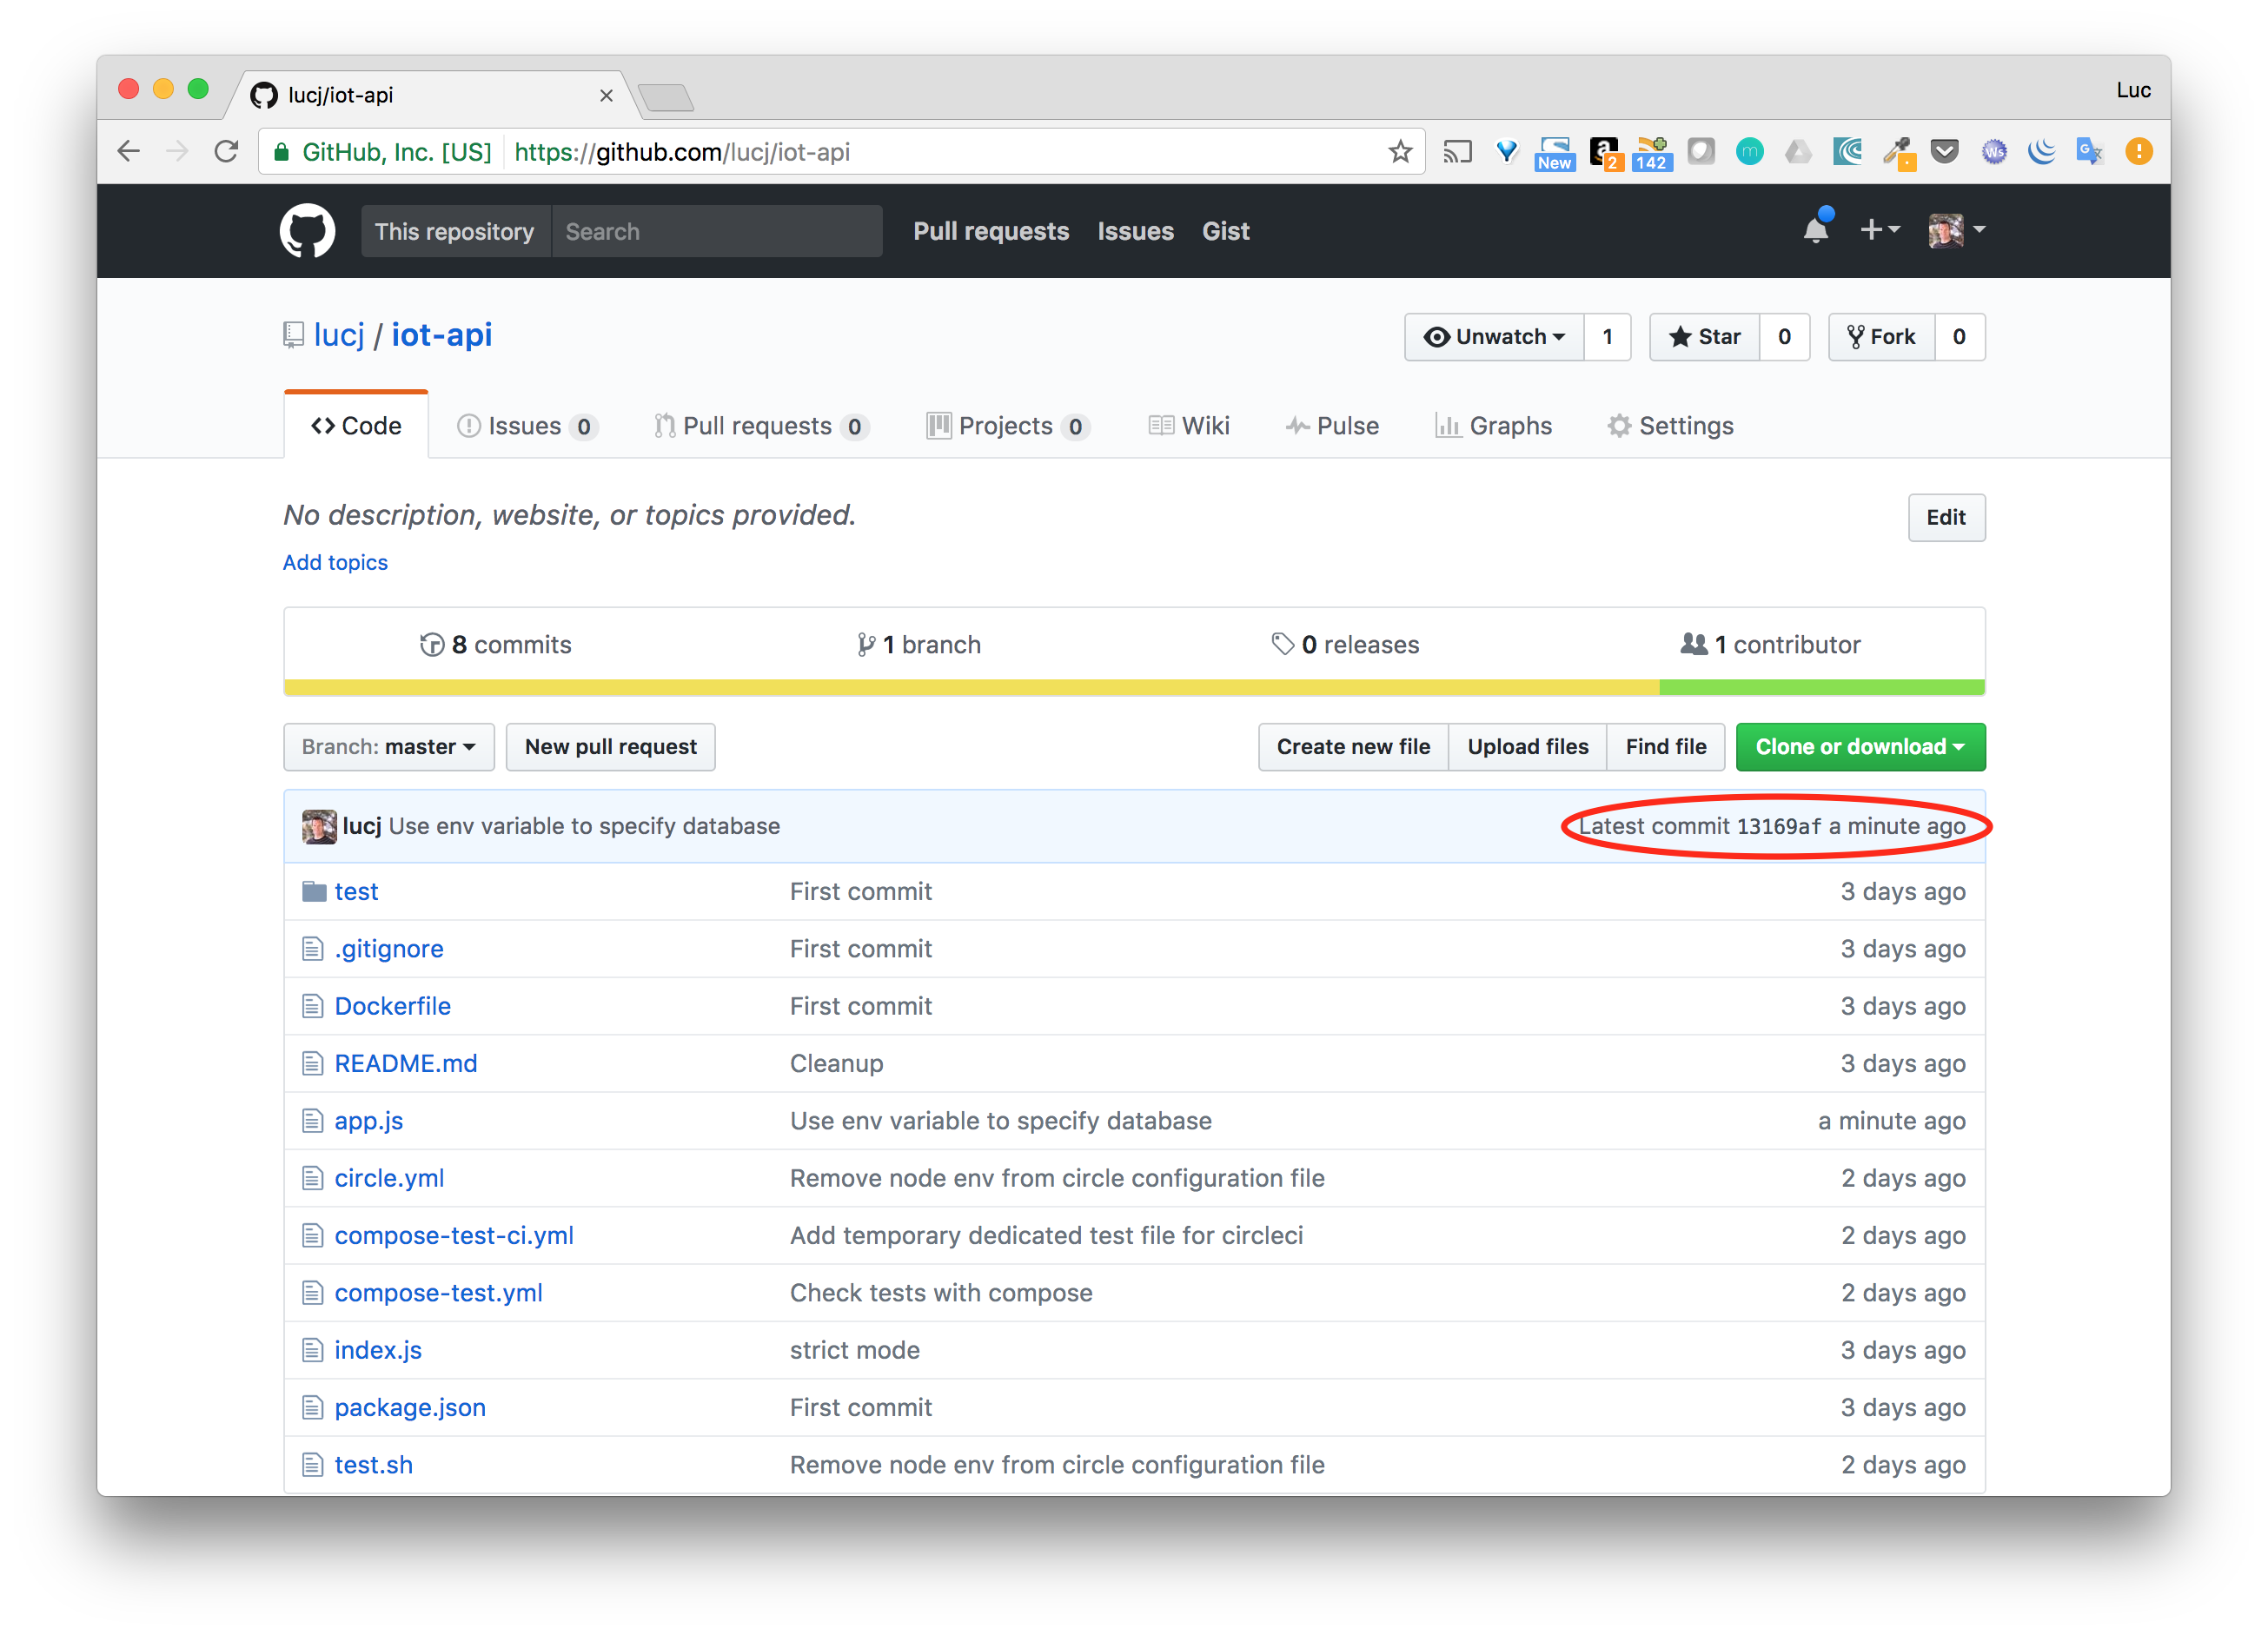 lucj/iot-api
Luc
GitHub, Inc. [US] https://github.com/lucj/iot-api
New
a 2
142
m
Ws
G
This repository Search Pull requests Issues Gist
lucj / iot-api
Unwatch 1 Star 0 Fork 0
Code Issues 0 Pull requests 0 Projects 0 Wiki Pulse Graphs Settings
No description, website, or topics provided.
Edit
Add topics
8 commits 1 branch 0 releases 1 contributor
Branch: master New pull request Create new file Upload files Find file Clone or download
lucj Use env variable to specify database Latest commit 13169af a minute ago
test First commit 3 days ago
.gitignore First commit 3 days ago
Dockerfile First commit 3 days ago
README.md Cleanup 3 days ago
app.js Use env variable to specify database a minute ago
circle.yml Remove node env from circle configuration file 2 days ago
compose-test-ci.yml Add temporary dedicated test file for circleci 2 days ago
compose-test.yml Check tests with compose 2 days ago
index.js strict mode 3 days ago
package.json First commit 3 days ago
test.sh Remove node env from circle configuration file 2 days ago